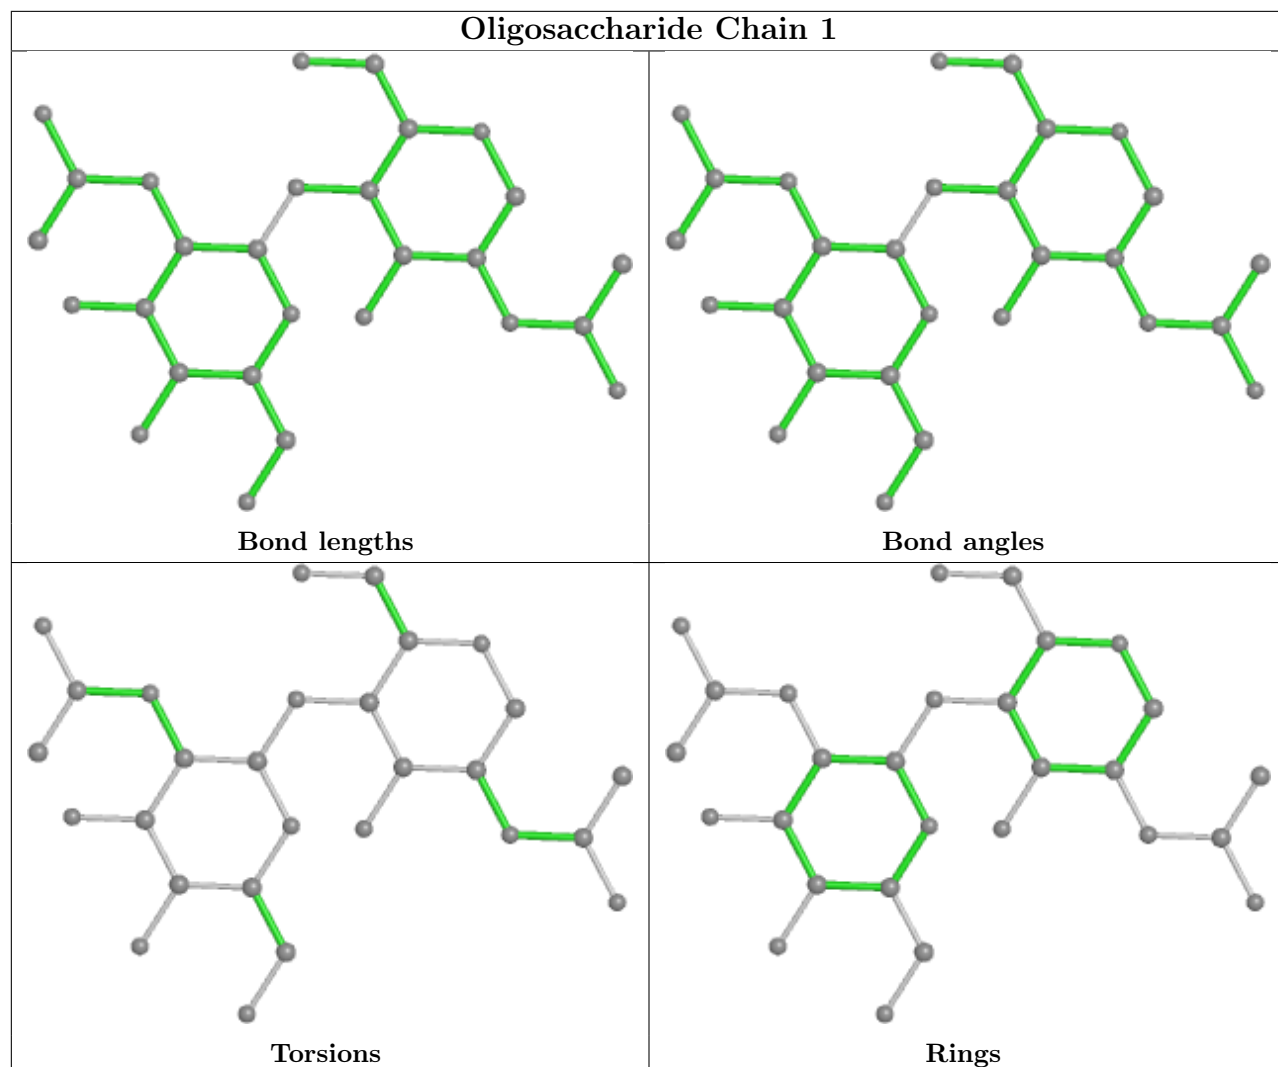 Oligosaccharide Chain 1
Bond lengths
Bond angles
Torsions
Rings